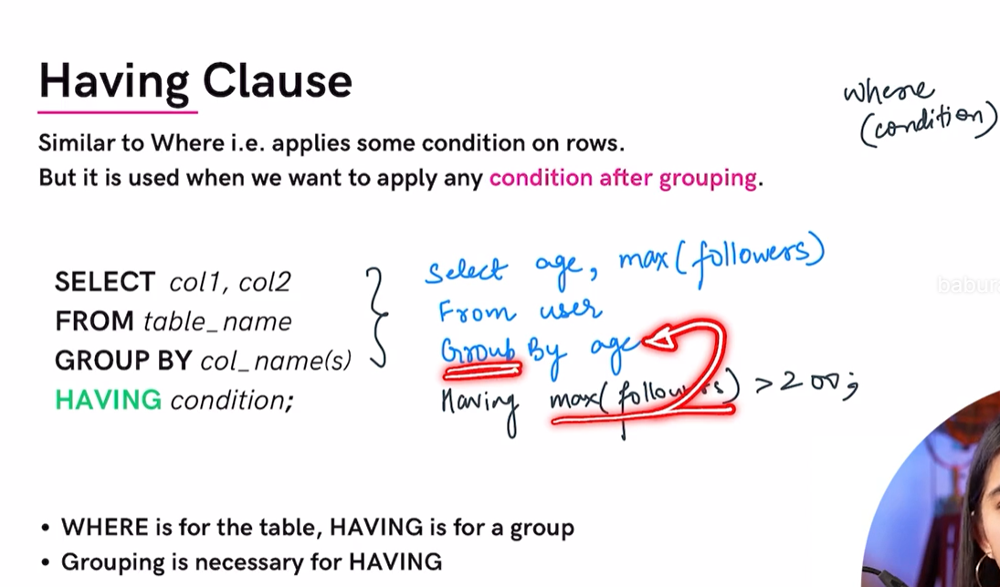 Having Clause
where
(condition)
Similar to Where i.e. applies some condition on rows.
But it is used when we want to apply any condition after grouping.
SELECT col1, col2
FROM table_name
GROUP BY col_name(s)
HAVING condition;
Select age, max(followers)
From user
Group By age
Having max(followers) >200;
babur
• WHERE is for the table, HAVING is for a group
• Grouping is necessary for HAVING